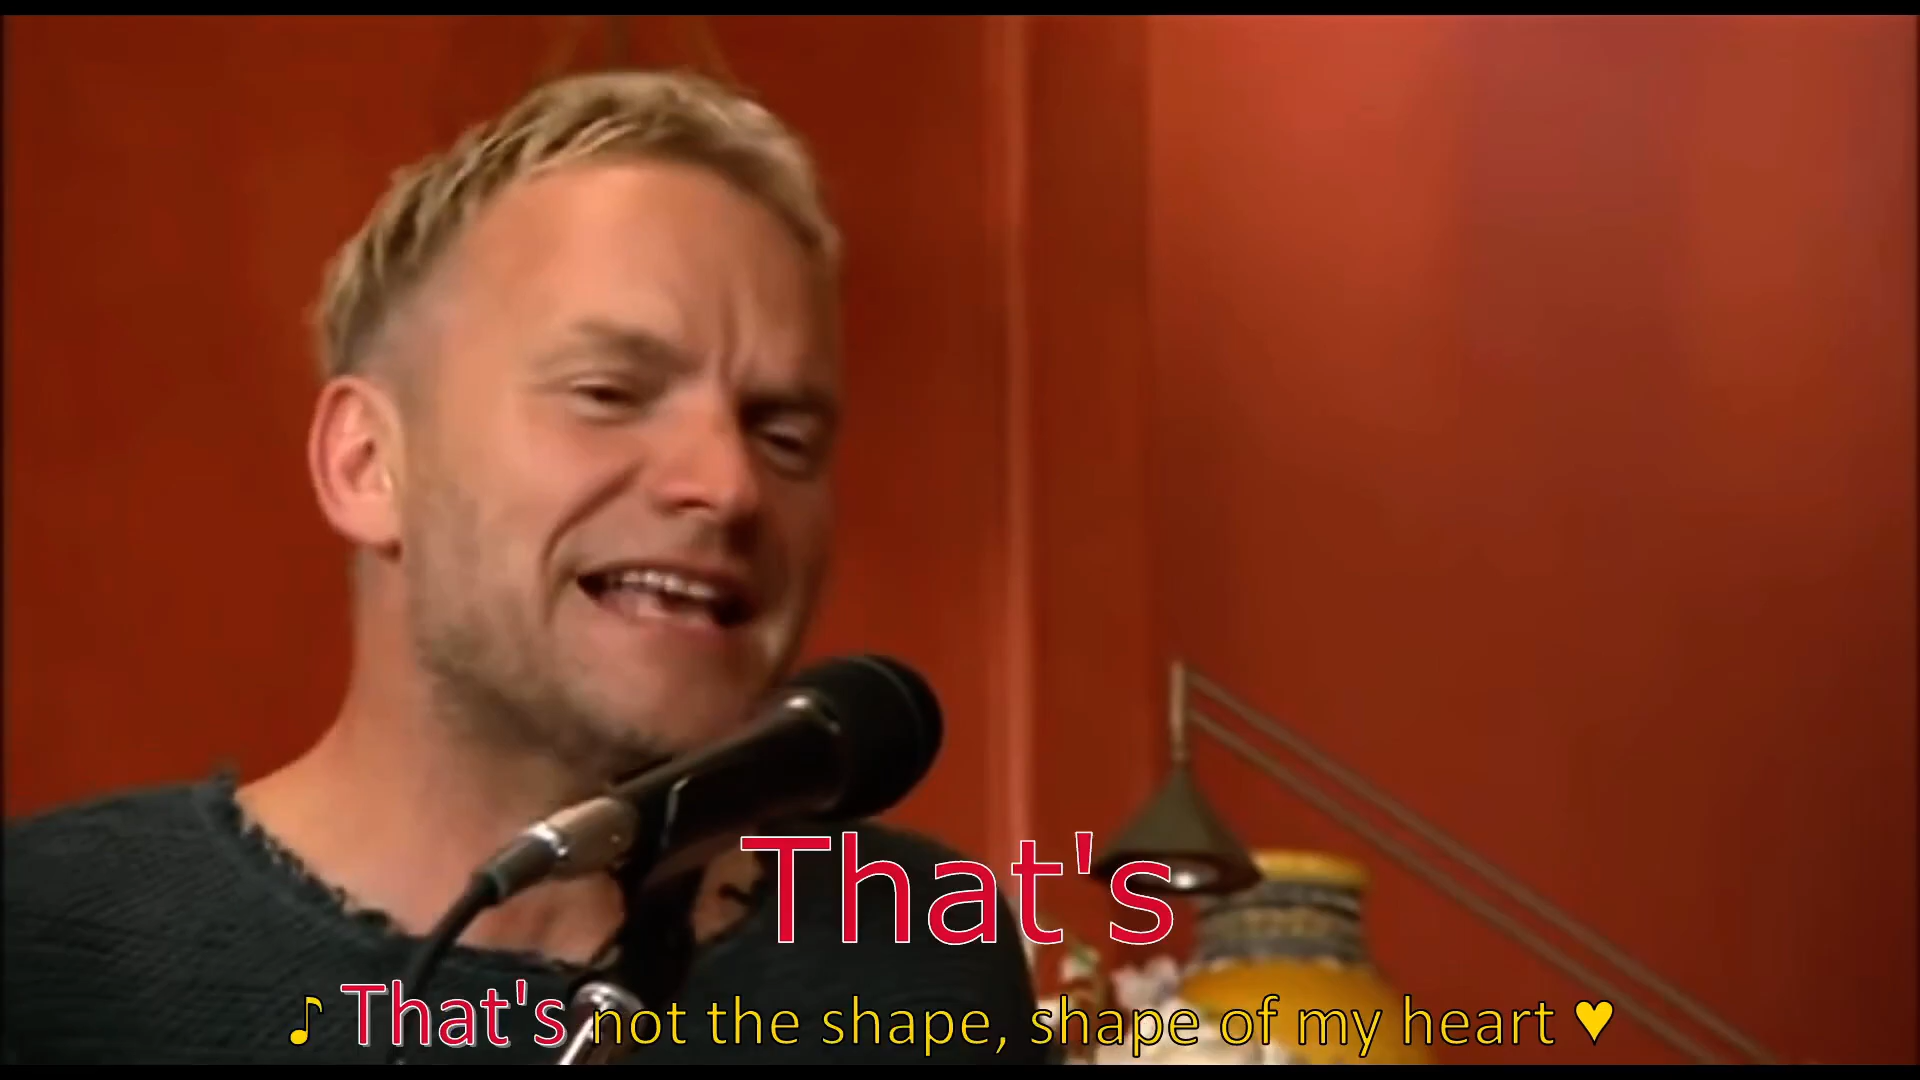 That's
♪ That's not the shape, shape of my heart ♥